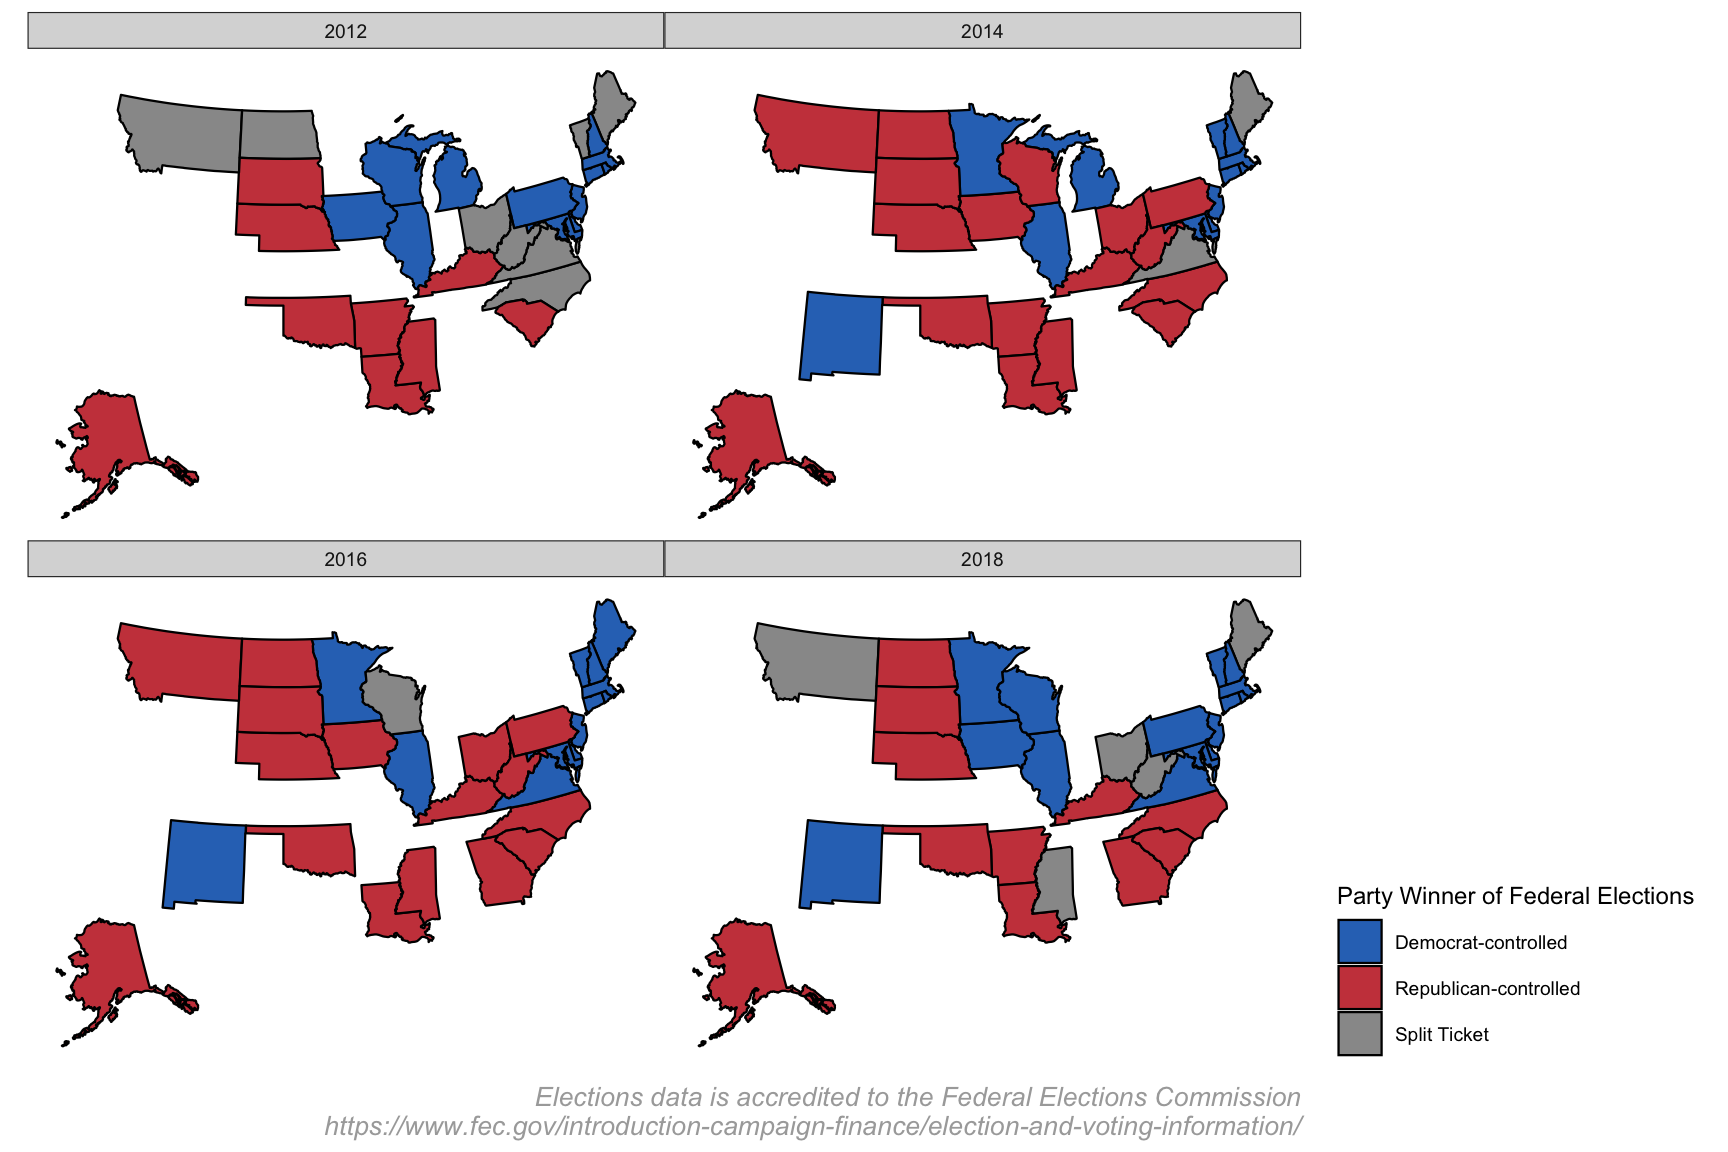 2012
2014
2016
2018
Party Winner of Federal Elections
Democrat-controlled
Republican-controlled
Split Ticket
Elections data is accredited to the Federal Elections Commission
https://www.fec.gov/introduction-campaign-finance/election-and-voting-information/